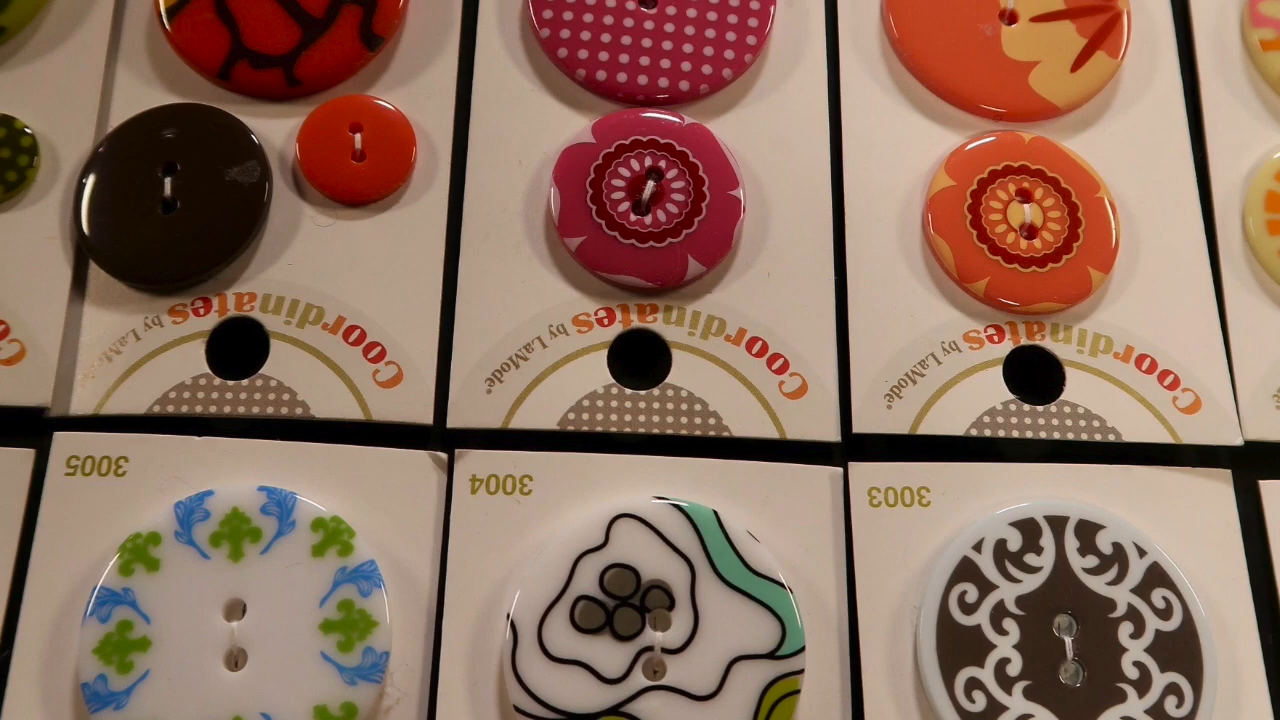 Coordinates
by LaMode®
Coordinates
by LaMode®
Coordinates
by LaMode
3003
3004
3005